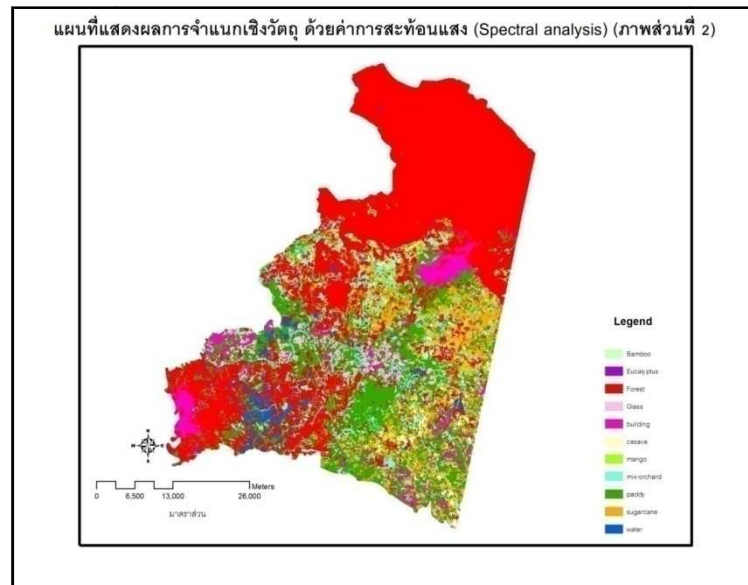 แผนที่แสดงผลการจำแนกเชิงวัตถุ ด้วยค่าการสะท้อนแสง (Spectral analysis) (ภาพส่วนที่ 2)
Legend
Bamboo
Eucalyptus
Forest
Glass
building
casava
mango
mix-orchard
paddy
sugarcane
water
N
W E
S
Meters
0 6,500 13,000 26,000
มาตราส่วน